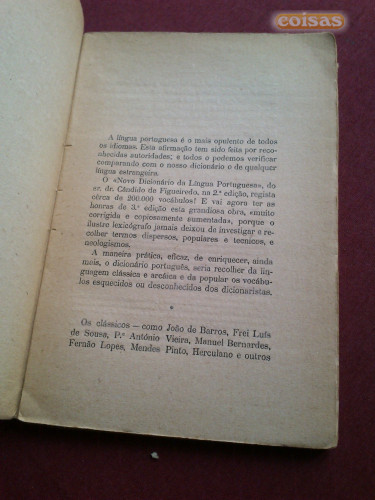 coisas
A língua portuguesa é o mais opulento de todos
os idiomas. Esta afirmação tem sido feita por reco-
nhecidas autoridades; e todos o podemos verificar
comparando com o nosso dicionário o de qualquer
língua estrangeira.
O «Novo Dicionário da Língua Portuguesa», do
sr. dr. Cândido de Figueiredo, na 2.ª edição, regista
cêrca de 200.000 vocábulos! E vai agora ter as
honras de 3.ª edição esta grandiosa obra, «muito
corrigida e copiosamente aumentada», porque o
ilustre lexicógrafo jamais deixou de investigar e re-
colher termos dispersos, populares e tecnicos, e
neologismos.
A maneira prática, eficaz, de enriquecer, ainda
mais, o dicionário português, seria recolher da lin-
guagem clássica e arcáica e da popular os vocábu-
los esquecidos ou desconhecidos dos dicionaristas.
*
Os clássicos — como João de Barros, Frei Luís
de Sousa, P.ᵉ António Vieira, Manuel Bernardes,
Fernão Lopes, Mendes Pinto, Herculano e outros